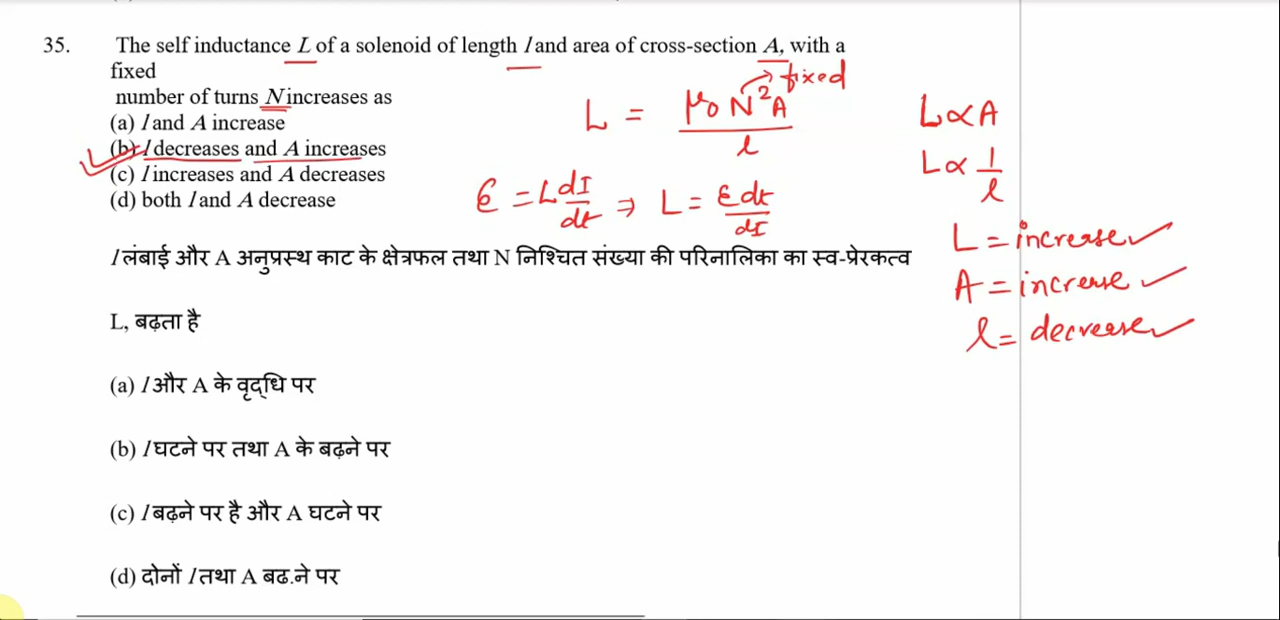 35. The self inductance L of a solenoid of length l and area of cross-section A, with a
fixed
number of turns N increases as
(a) l and A increase
(b) l decreases and A increases
(c) l increases and A decreases
(d) both l and A decrease
L = μ₀N²A / l
fixed
ε = L dI/dt ⇒ L = ε dt/dI
L ∝ A
L ∝ 1/l
L = increase ✓
A = increase ✓
l = decrease ✓
l लंबाई और A अनुप्रस्थ काट के क्षेत्रफल तथा N निश्चित संख्या की परिनालिका का स्व-प्रेरकत्व
L, बढ़ता है
(a) l और A के वृद्धि पर
(b) l घटने पर तथा A के बढ़ने पर
(c) l बढ़ने पर है और A घटने पर
(d) दोनों l तथा A बढ.ने पर